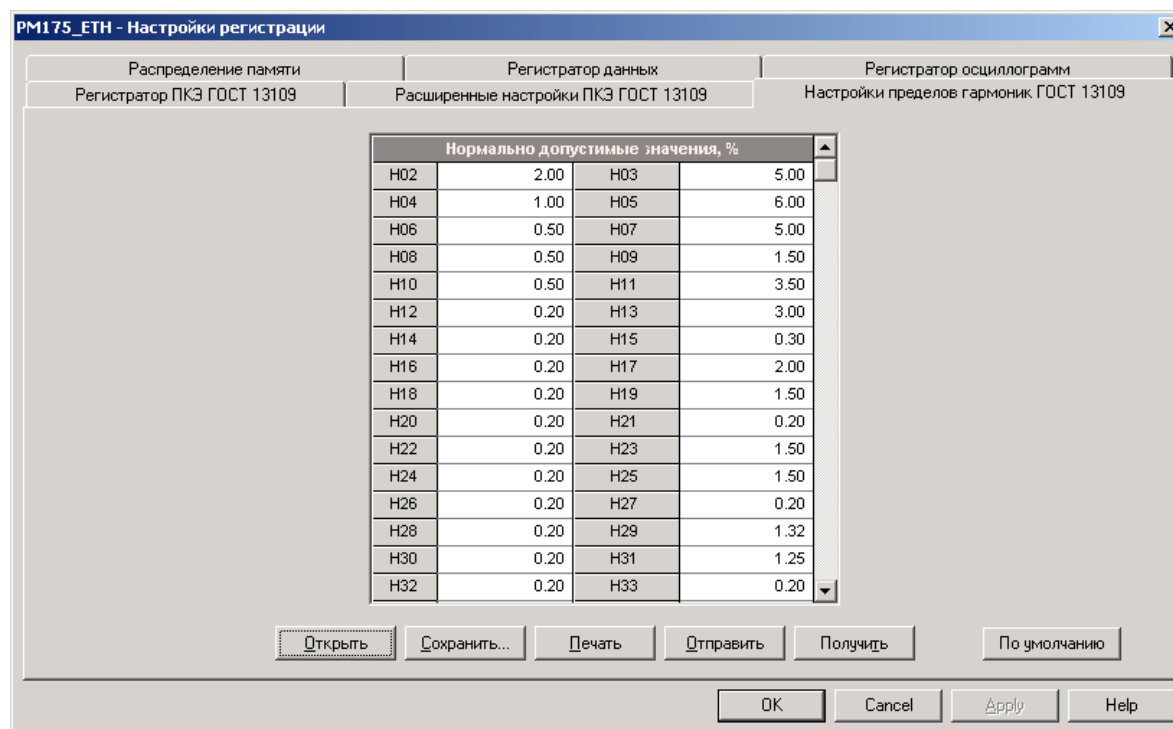 PM175_ETH - Настройки регистрации
Распределение памяти Регистратор данных Регистратор осциллограмм
Регистратор ПКЭ ГОСТ 13109 Расширенные настройки ПКЭ ГОСТ 13109 Настройки пределов гармоник ГОСТ 13109
Нормально допустимые значения, %
H02 2.00 H03 5.00
H04 1.00 H05 6.00
H06 0.50 H07 5.00
H08 0.50 H09 1.50
H10 0.50 H11 3.50
H12 0.20 H13 3.00
H14 0.20 H15 0.30
H16 0.20 H17 2.00
H18 0.20 H19 1.50
H20 0.20 H21 0.20
H22 0.20 H23 1.50
H24 0.20 H25 1.50
H26 0.20 H27 0.20
H28 0.20 H29 1.32
H30 0.20 H31 1.25
H32 0.20 H33 0.20
Открыть Сохранить... Печать Отправить Получить По умолчанию
OK Cancel Apply Help